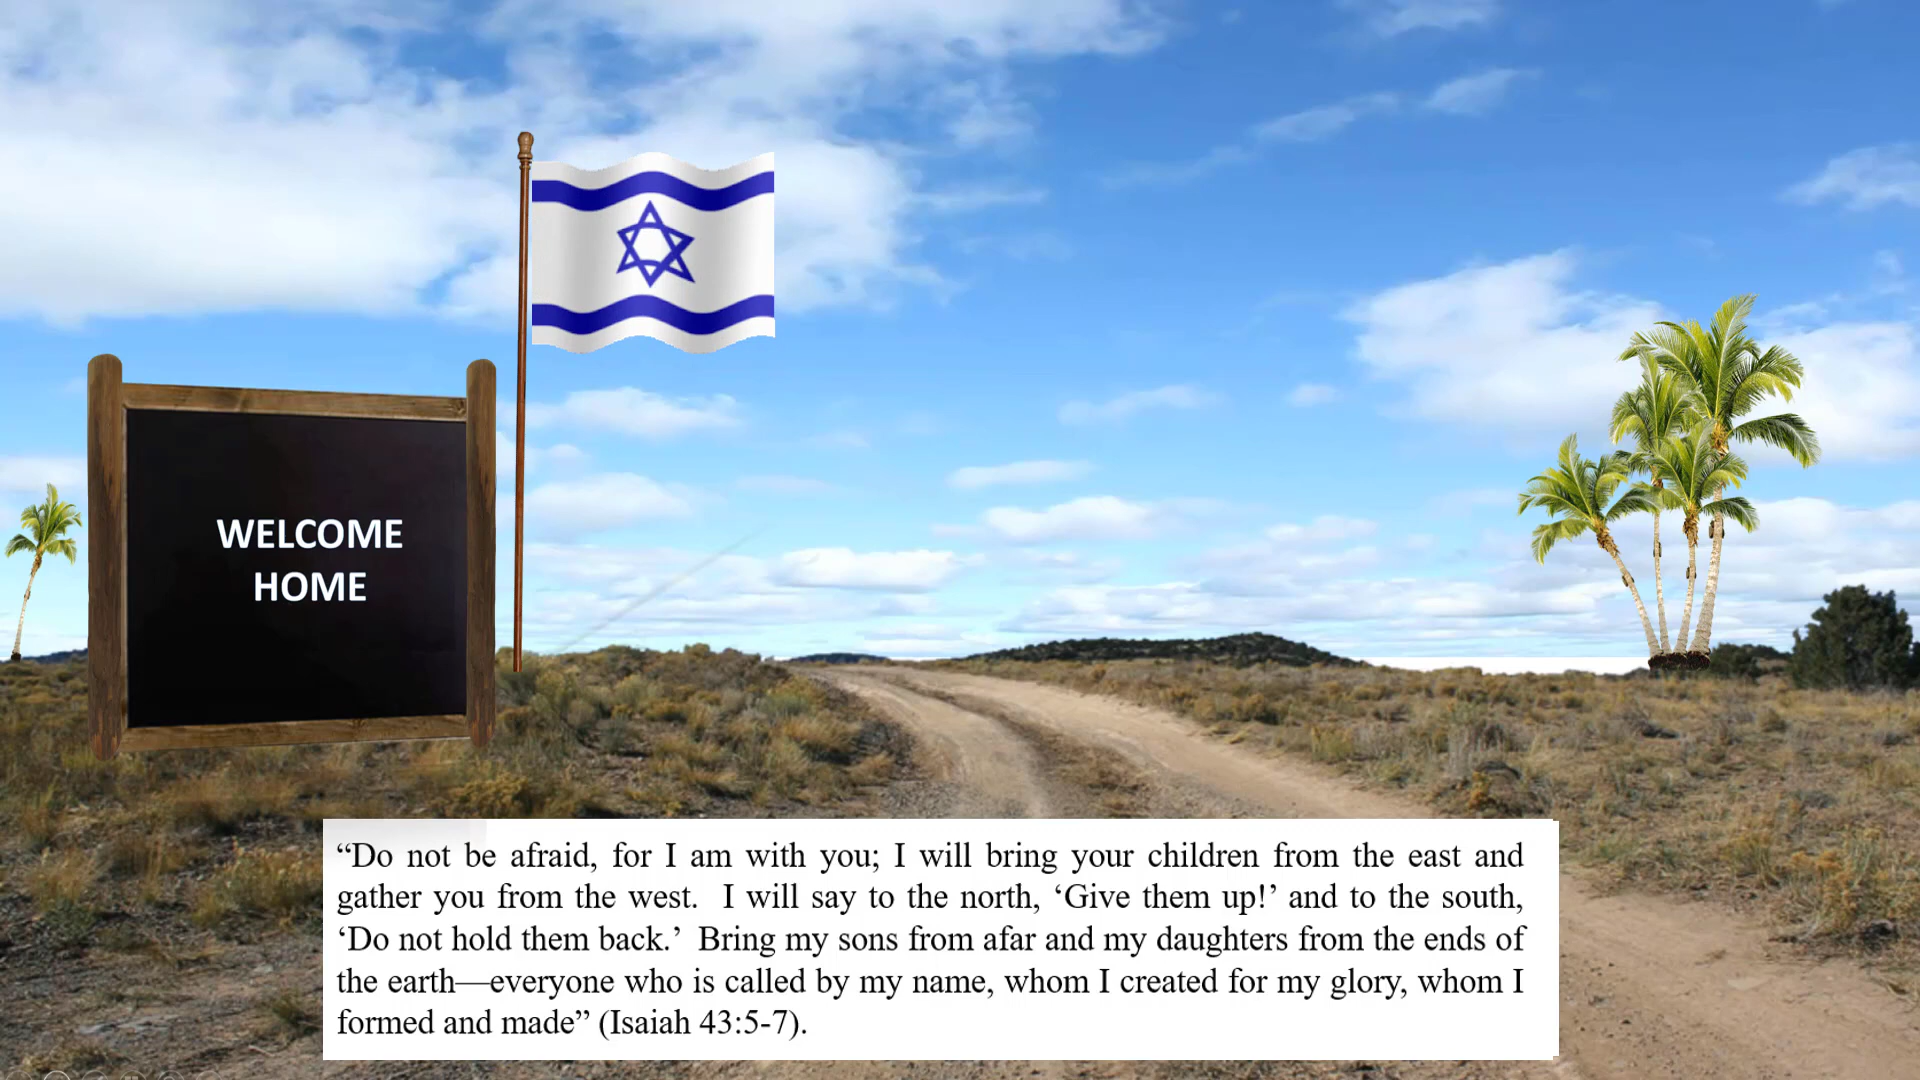 WELCOME
HOME
“Do not be afraid, for I am with you; I will bring your children from the east and
gather you from the west.  I will say to the north, ‘Give them up!’ and to the south,
‘Do not hold them back.’  Bring my sons from afar and my daughters from the ends of
the earth—everyone who is called by my name, whom I created for my glory, whom I
formed and made” (Isaiah 43:5-7).